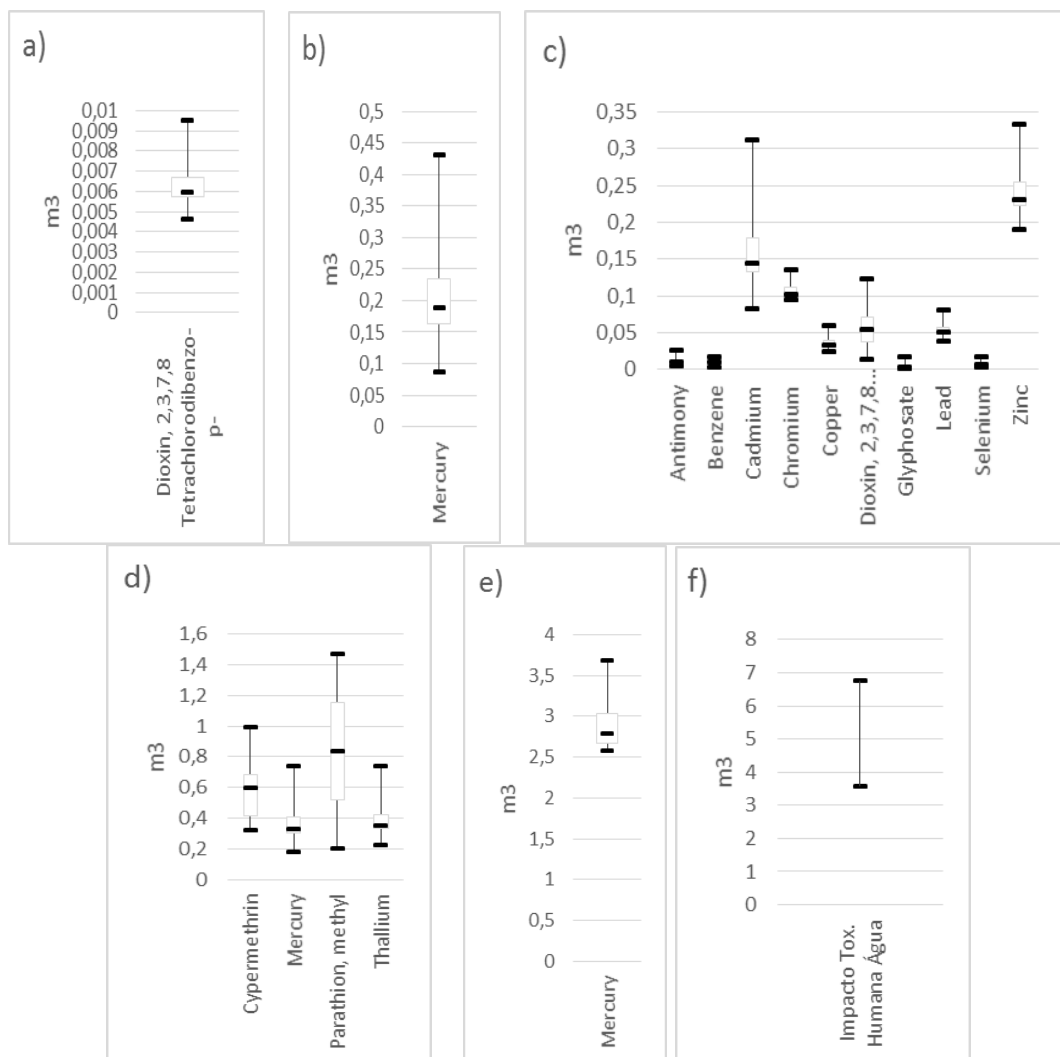 a)
m3
0,01
0,009
0,008
0,007
0,006
0,005
0,004
0,003
0,002
0,001
0
Dioxin, 2,3,7,8
Tetrachlorodibenzo-
p-
b)
m3
0,5
0,45
0,4
0,35
0,3
0,25
0,2
0,15
0,1
0,05
0
Mercury
c)
m3
0,35
0,3
0,25
0,2
0,15
0,1
0,05
0
Antimony
Benzene
Cadmium
Chromium
Copper
Dioxin, 2,3,7,8...
Glyphosate
Lead
Selenium
Zinc
d)
m3
1,6
1,4
1,2
1
0,8
0,6
0,4
0,2
0
Cypermethrin
Mercury
Parathion, methyl
Thallium
e)
m3
4
3,5
3
2,5
2
1,5
1
0,5
0
Mercury
f)
m3
8
7
6
5
4
3
2
1
0
Impacto Tox.
Humana Água